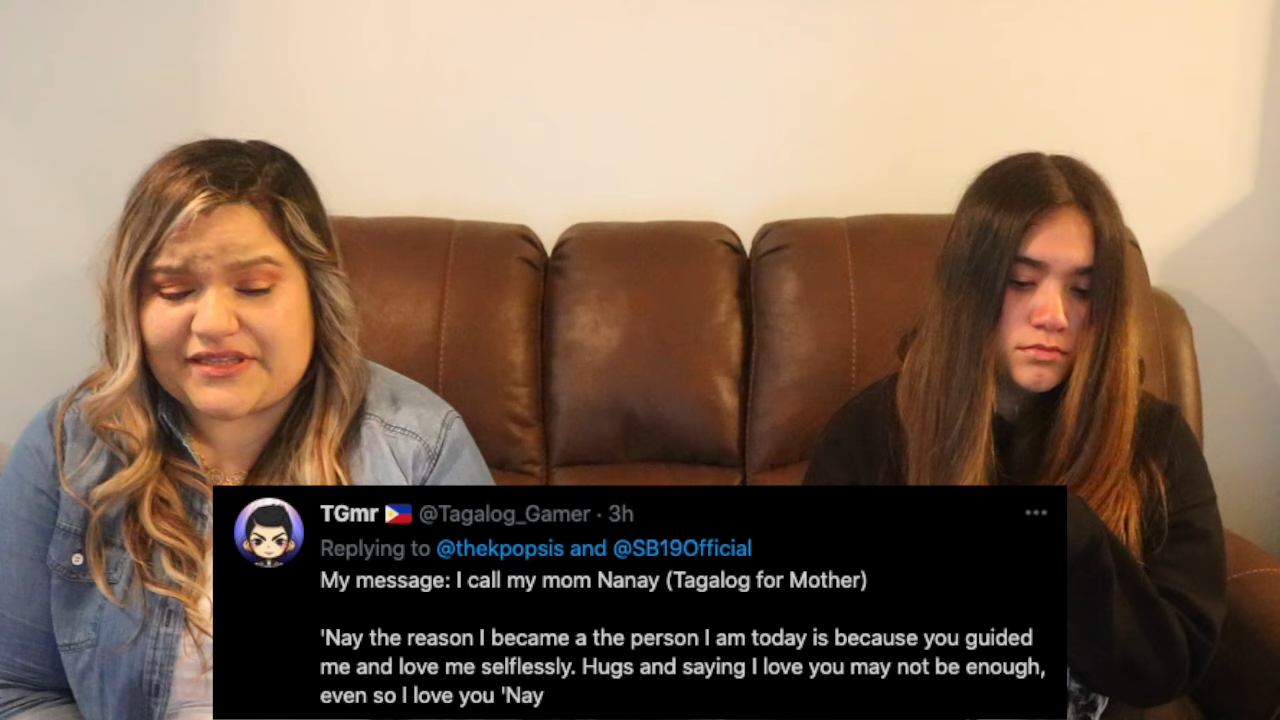 TGmr 🇵🇭 @Tagalog_Gamer · 3h
Replying to @thekpopsis and @SB19Official
My message: I call my mom Nanay (Tagalog for Mother)
'Nay the reason I became a the person I am today is because you guided
me and love me selflessly. Hugs and saying I love you may not be enough,
even so I love you 'Nay